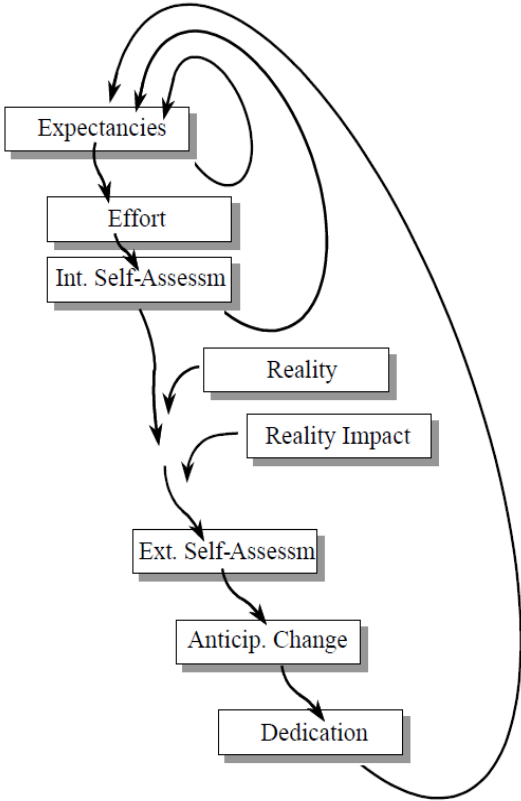 Expectancies
Effort
Int. Self-Assessm
Reality
Reality Impact
Ext. Self-Assessm
Anticip. Change
Dedication